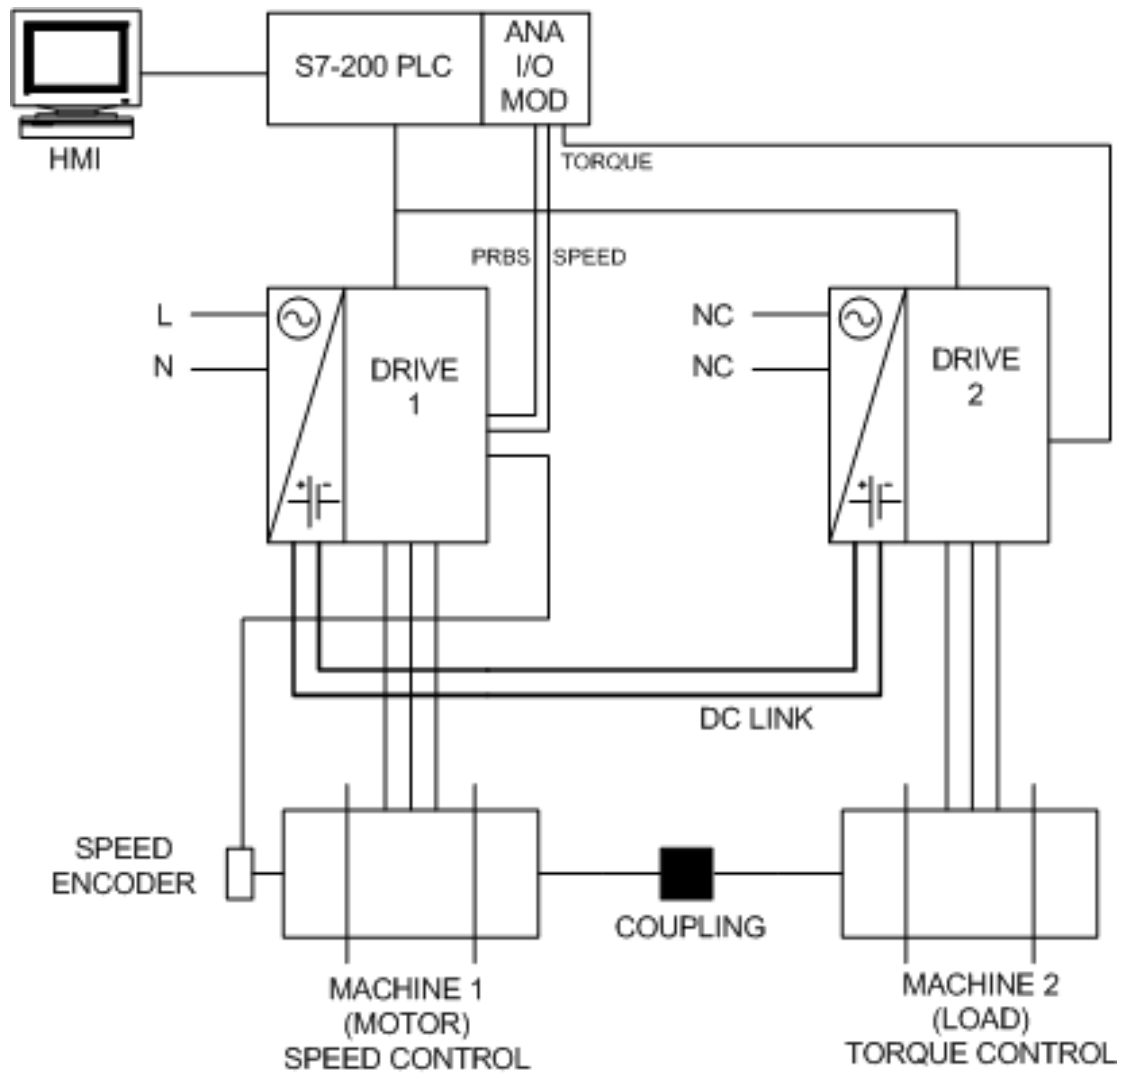 S7-200 PLC
ANA
I/O
MOD
HMI
TORQUE
PRBS
SPEED
L
N
DRIVE
1
NC
NC
DRIVE
2
+ -
+ -
DC LINK
SPEED
ENCODER
COUPLING
MACHINE 1
(MOTOR)
SPEED CONTROL
MACHINE 2
(LOAD)
TORQUE CONTROL